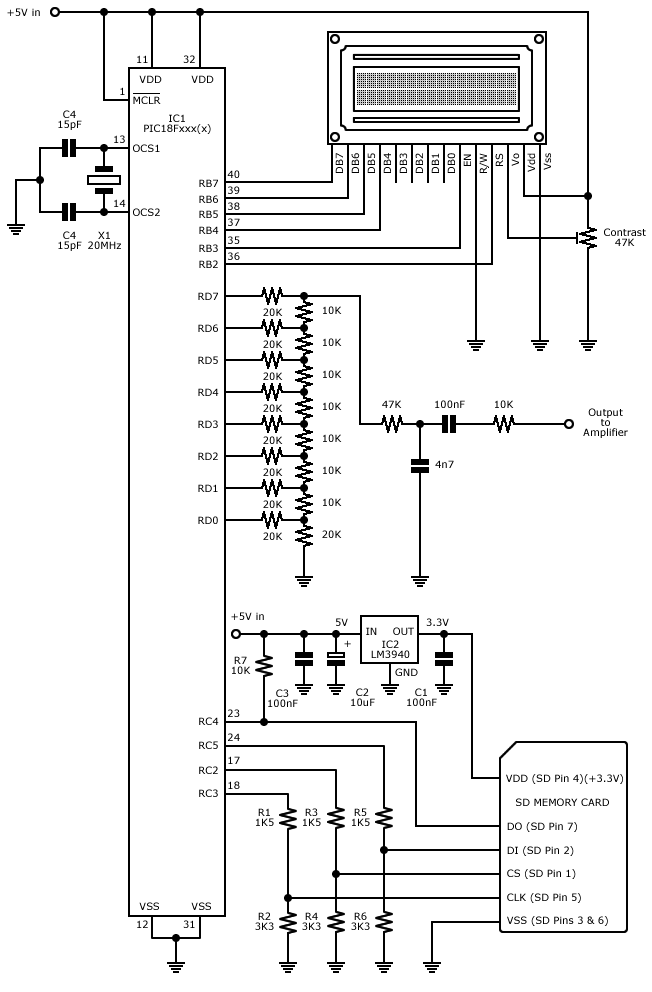 +5V in
11
32
VDD
VDD
1
MCLR
IC1
PIC18Fxxx(x)
C4
15pF
13
OCS1
14
OCS2
C4
15pF
X1
20MHz
DB7
DB6
DB5
DB4
DB3
DB2
DB1
DB0
EN
R/W
RS
Vo
Vdd
Vss
RB7
40
RB6
39
RB5
38
RB4
37
RB3
35
RB2
36
Contrast
47K
RD7
20K
10K
RD6
20K
10K
RD5
20K
10K
RD4
20K
10K
RD3
20K
10K
RD2
20K
10K
RD1
20K
10K
RD0
20K
20K
47K
100nF
10K
Output
to
Amplifier
4n7
+5V in
5V
IN
OUT
3.3V
IC2
LM3940
GND
+
R7
10K
C3
100nF
C2
10uF
C1
100nF
RC4
23
RC5
24
RC2
17
RC3
18
R1
1K5
R3
1K5
R5
1K5
R2
3K3
R4
3K3
R6
3K3
VDD (SD Pin 4)(+3.3V)
SD MEMORY CARD
DO (SD Pin 7)
DI (SD Pin 2)
CS (SD Pin 1)
CLK (SD Pin 5)
VSS (SD Pins 3 & 6)
VSS
VSS
12
31